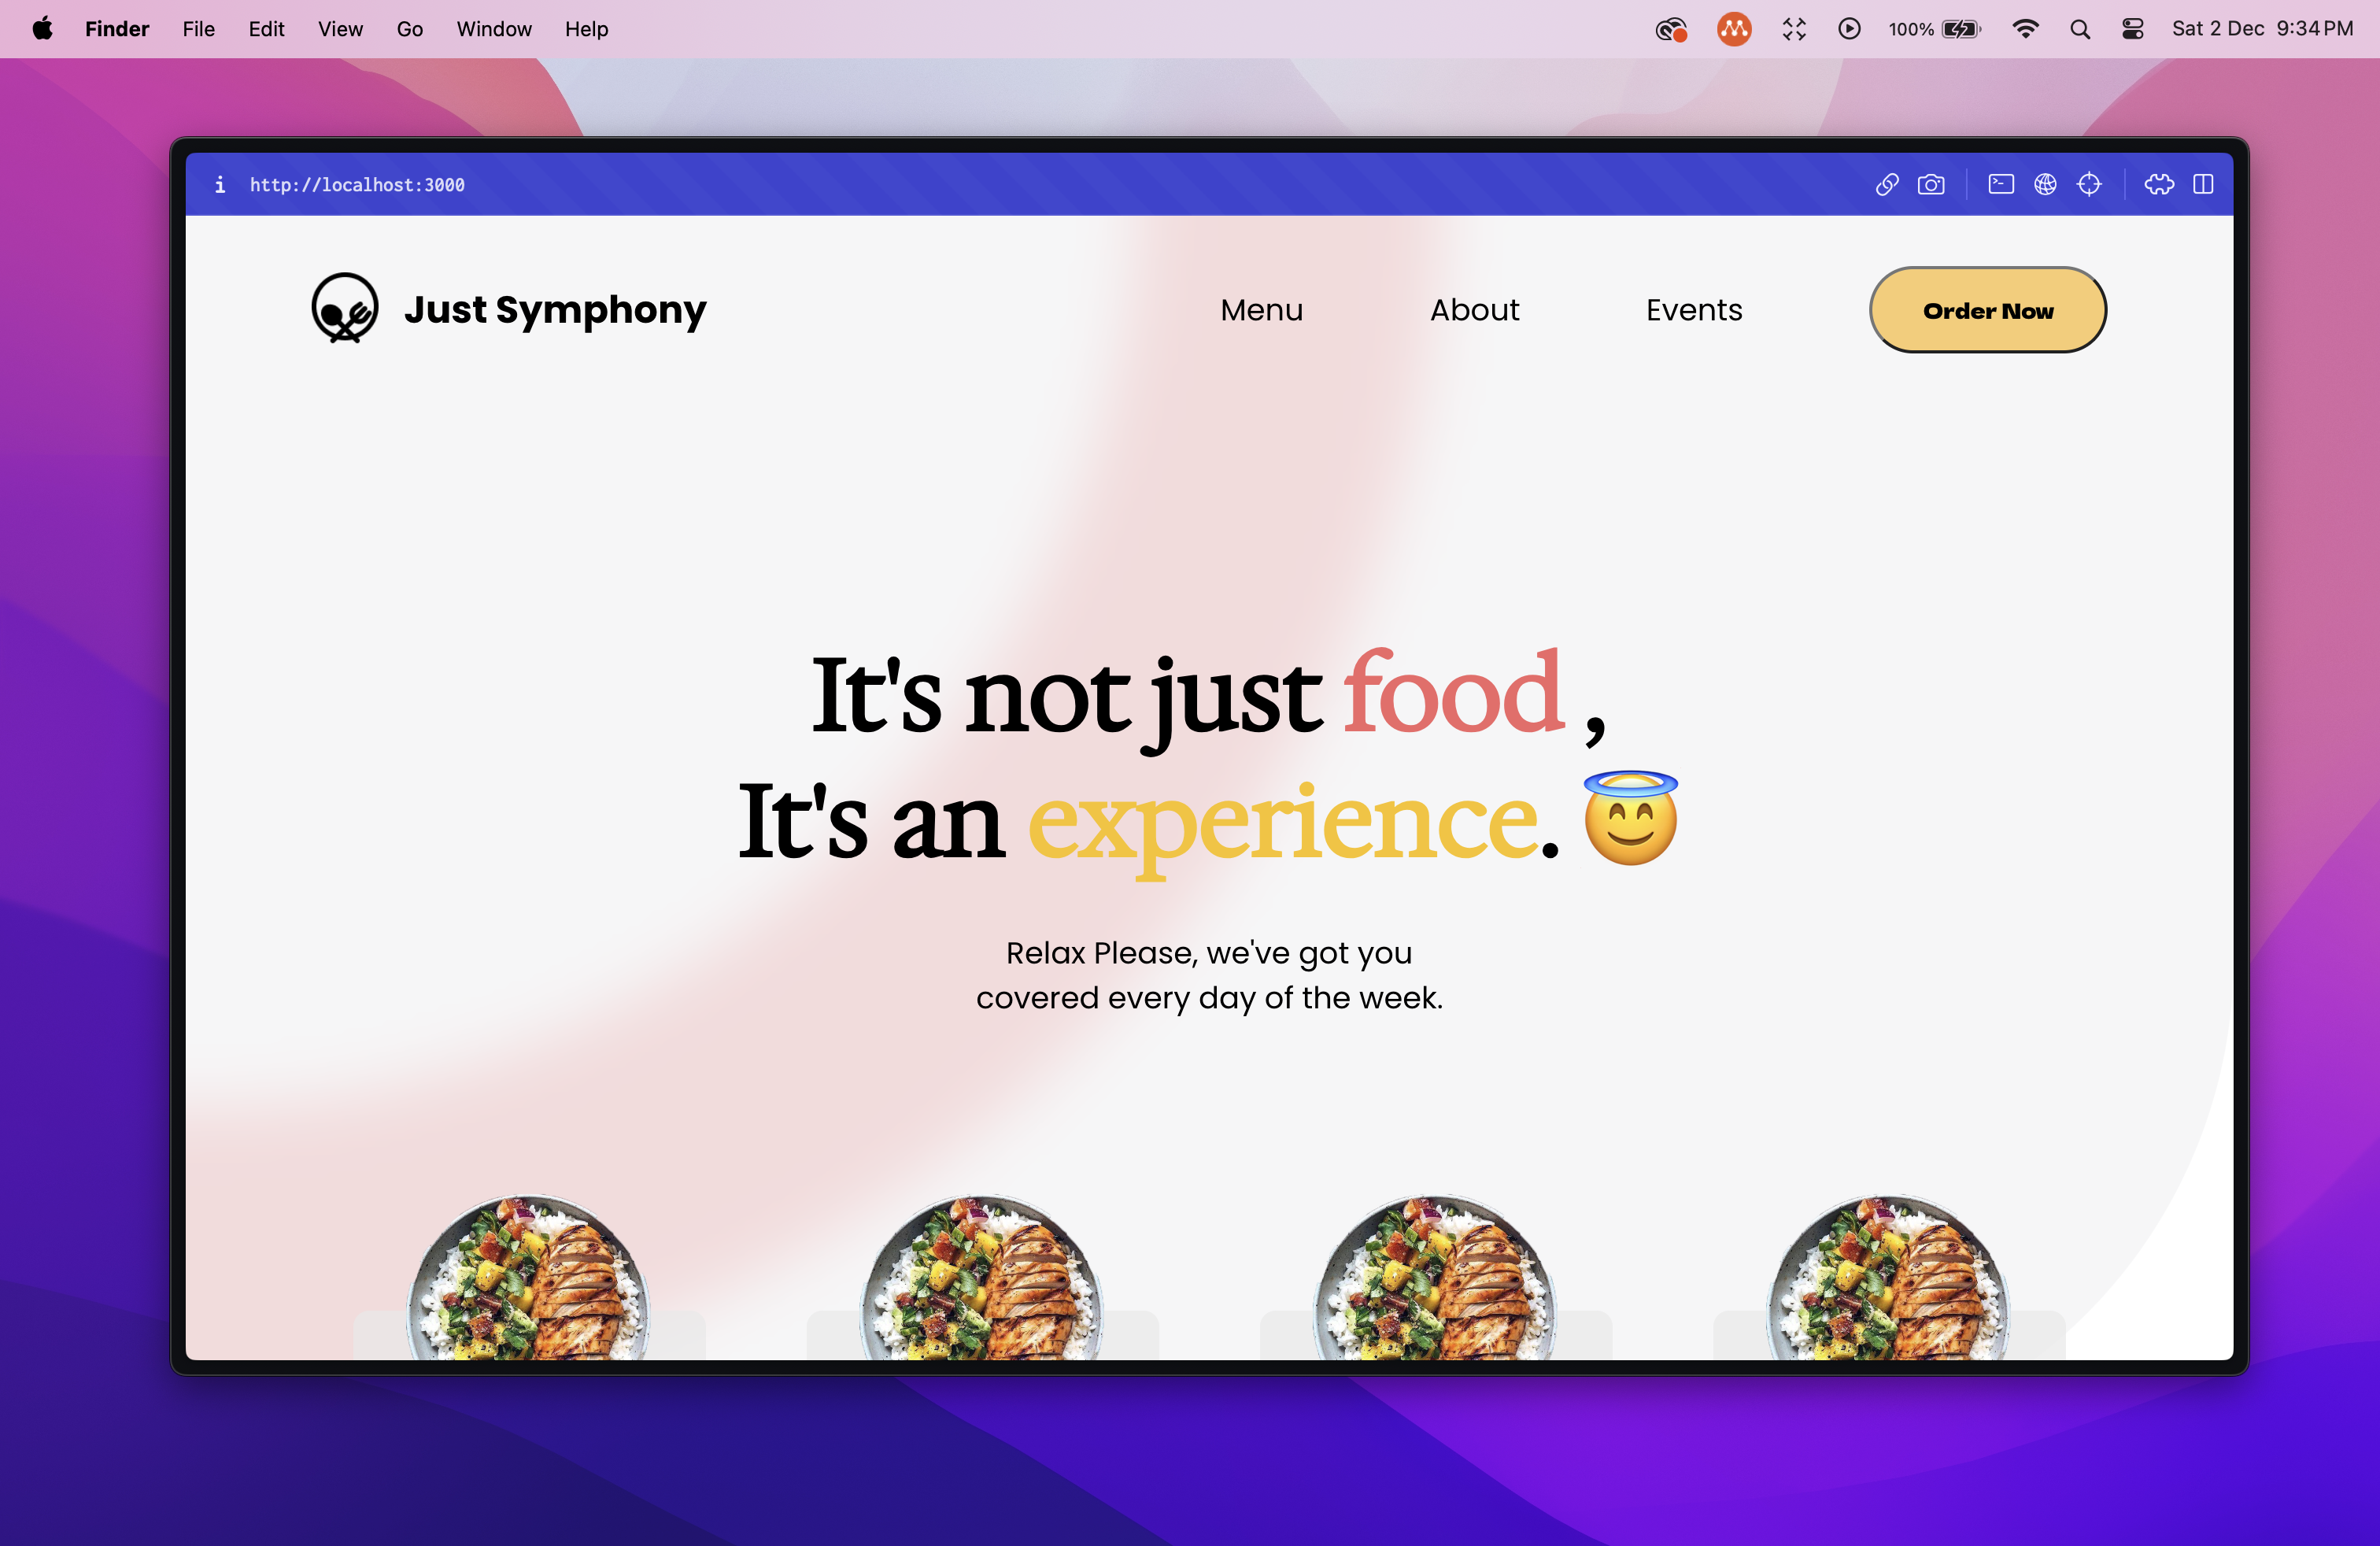 Finder File Edit View Go Window Help 100% Sat 2 Dec 9:34 PM
i http://localhost:3000
Just Symphony Menu About Events Order Now
It's not just food ,
It's an experience. 😇
Relax Please, we've got you
covered every day of the week.